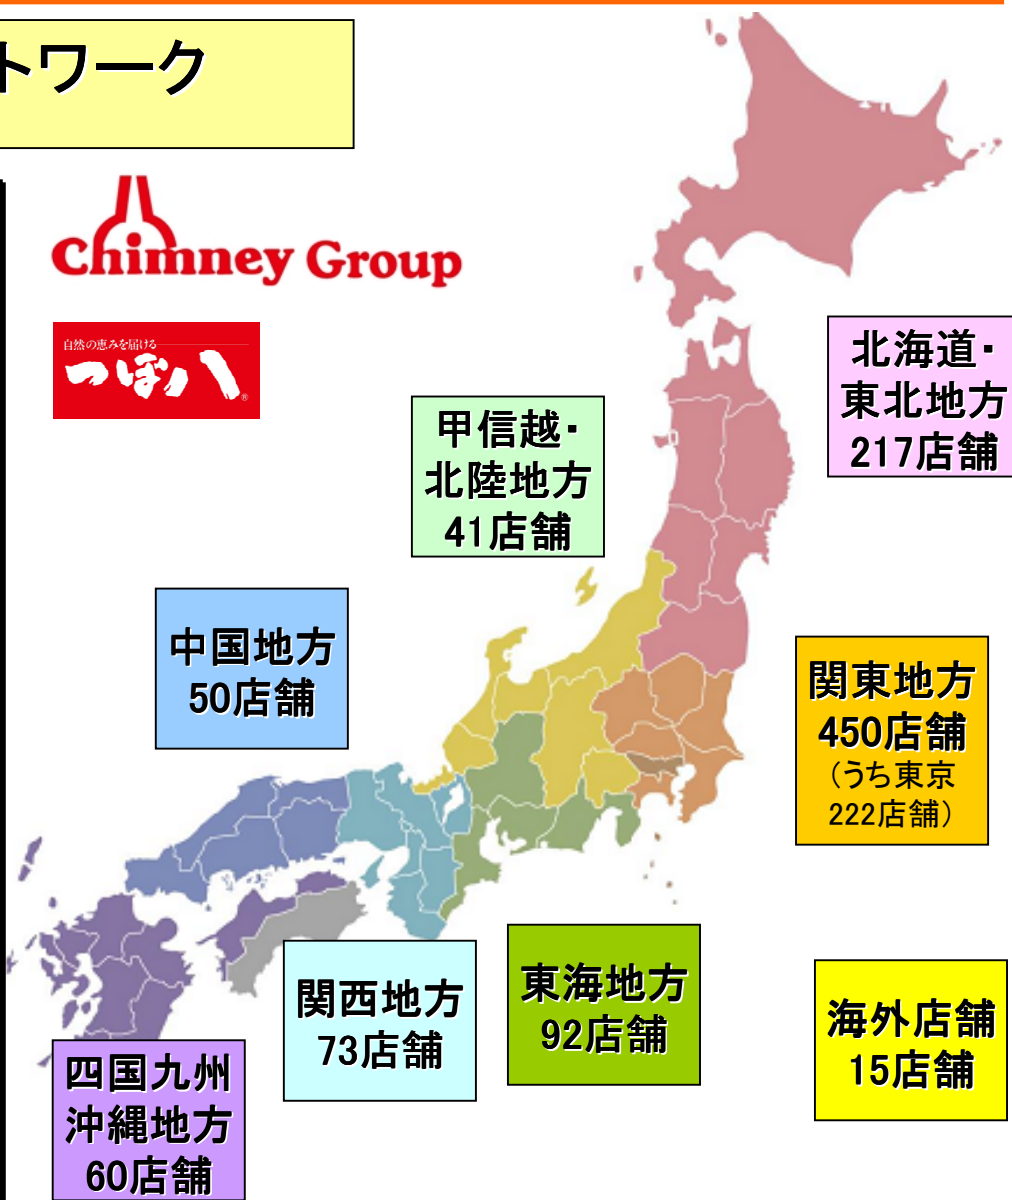 トワーク
Chimney Group
自然の恵みを届ける
つぼ八
®
北海道・
東北地方
217店舗
甲信越・
北陸地方
41店舗
中国地方
50店舗
関東地方
450店舗
（うち東京
222店舗）
関西地方
73店舗
東海地方
92店舗
海外店舗
15店舗
四国九州
沖縄地方
60店舗